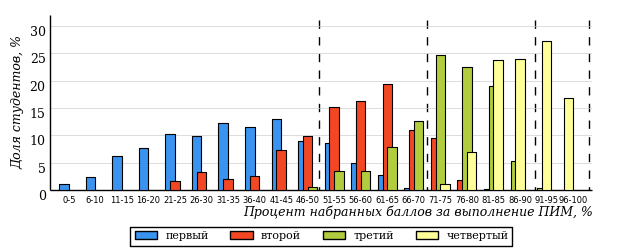 Доля студентов, %
30
25
20
15
10
5
0
0-5 6-10 11-15 16-20 21-25 26-30 31-35 36-40 41-45 46-50 51-55 56-60 61-65 66-70 71-75 76-80 81-85 86-90 91-95 96-100
Процент набранных баллов за выполнение ПИМ, %
первый второй третий четвертый